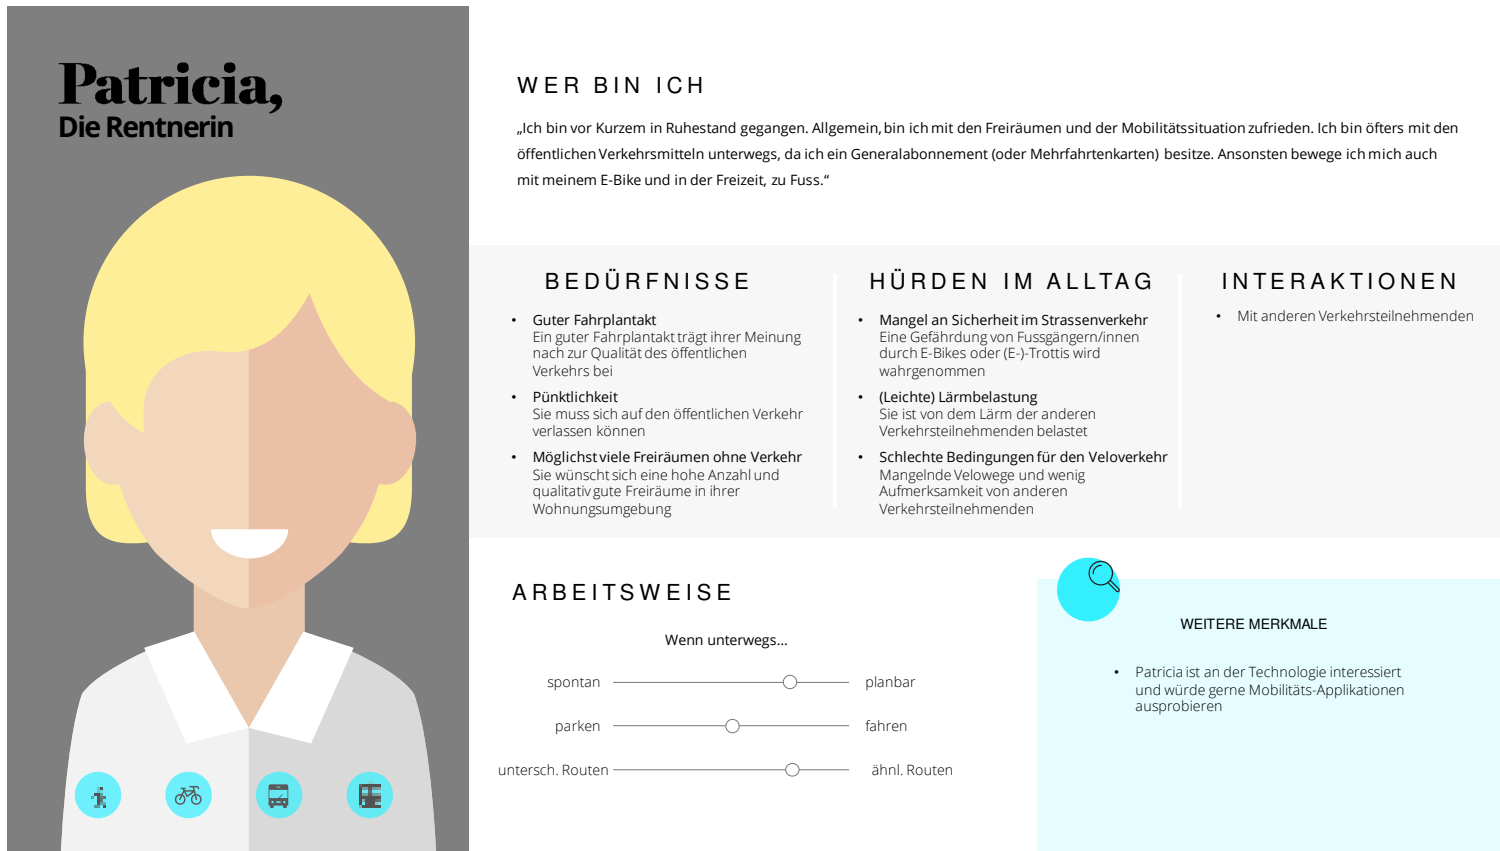 Patricia,
Die Rentnerin
WER BIN ICH
„Ich bin vor Kurzem in Ruhestand gegangen. Allgemein, bin ich mit den Freiräumen und der Mobilitätssituation zufrieden. Ich bin öfters mit den
öffentlichen Verkehrsmitteln unterwegs, da ich ein Generalabonnement (oder Mehrfahrtenkarten) besitze. Ansonsten bewege ich mich auch
mit meinem E-Bike und in der Freizeit, zu Fuss.“
BEDÜRFNISSE
• Guter Fahrplantakt
Ein guter Fahrplantakt trägt ihrer Meinung
nach zur Qualität des öffentlichen
Verkehrs bei
• Pünktlichkeit
Sie muss sich auf den öffentlichen Verkehr
verlassen können
• Möglichst viele Freiräumen ohne Verkehr
Sie wünscht sich eine hohe Anzahl und
qualitativ gute Freiräume in ihrer
Wohnungsumgebung
HÜRDEN IM ALLTAG
• Mangel an Sicherheit im Strassenverkehr
Eine Gefährdung von Fussgängern/innen
durch E-Bikes oder (E-)-Trottis wird
wahrgenommen
• (Leichte) Lärmbelastung
Sie ist von dem Lärm der anderen
Verkehrsteilnehmenden belastet
• Schlechte Bedingungen für den Veloverkehr
Mangelnde Velowege und wenig
Aufmerksamkeit von anderen
Verkehrsteilnehmenden
INTERAKTIONEN
• Mit anderen Verkehrsteilnehmenden
ARBEITSWEISE
Wenn unterwegs...
spontan planbar
parken fahren
untersch. Routen ähnl. Routen
WEITERE MERKMALE
• Patricia ist an der Technologie interessiert
und würde gerne Mobilitäts-Applikationen
ausprobieren